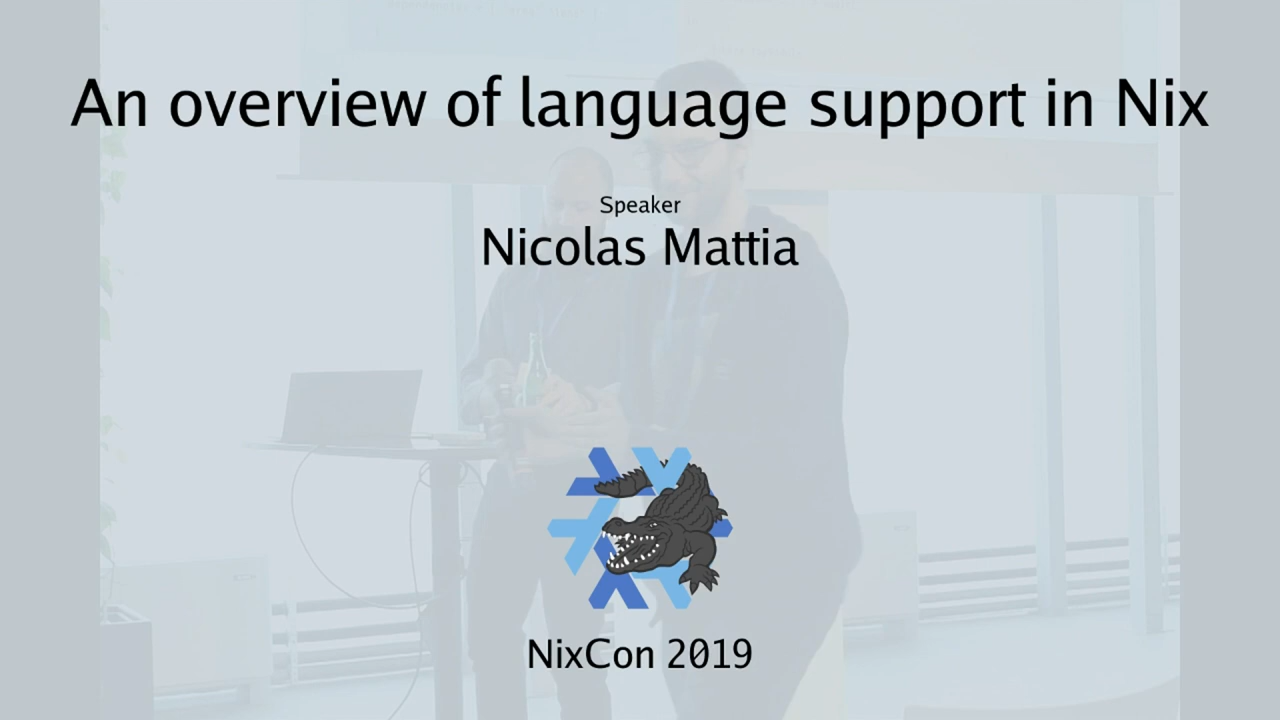 An overview of language support in Nix
Speaker
Nicolas Mattia
NixCon 2019